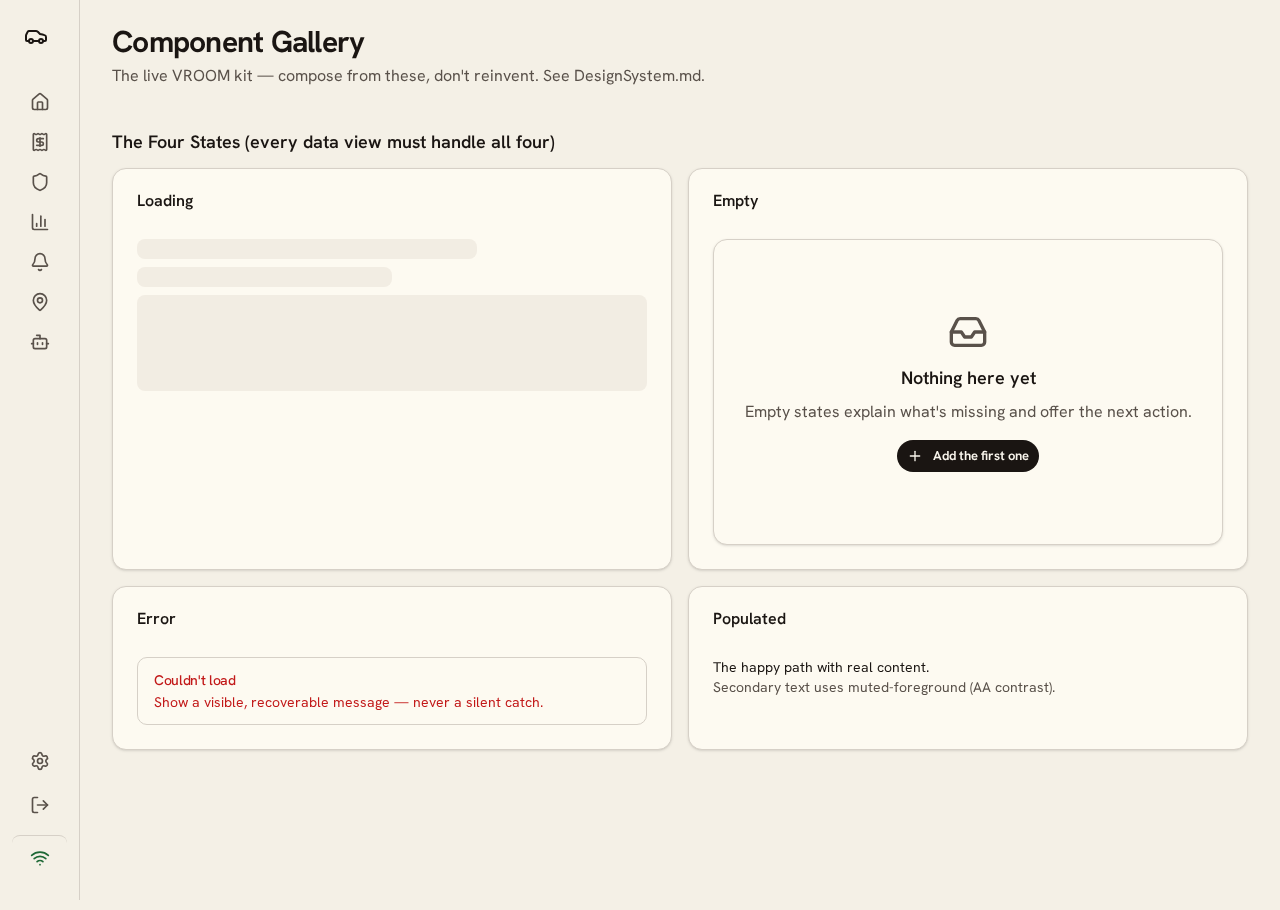 Component Gallery
The live VROOM kit — compose from these, don't reinvent. See DesignSystem.md.
The Four States (every data view must handle all four)
Loading
Empty
Nothing here yet
Empty states explain what's missing and offer the next action.
Add the first one
Error
Couldn't load
Show a visible, recoverable message — never a silent catch.
Populated
The happy path with real content.
Secondary text uses muted-foreground (AA contrast).